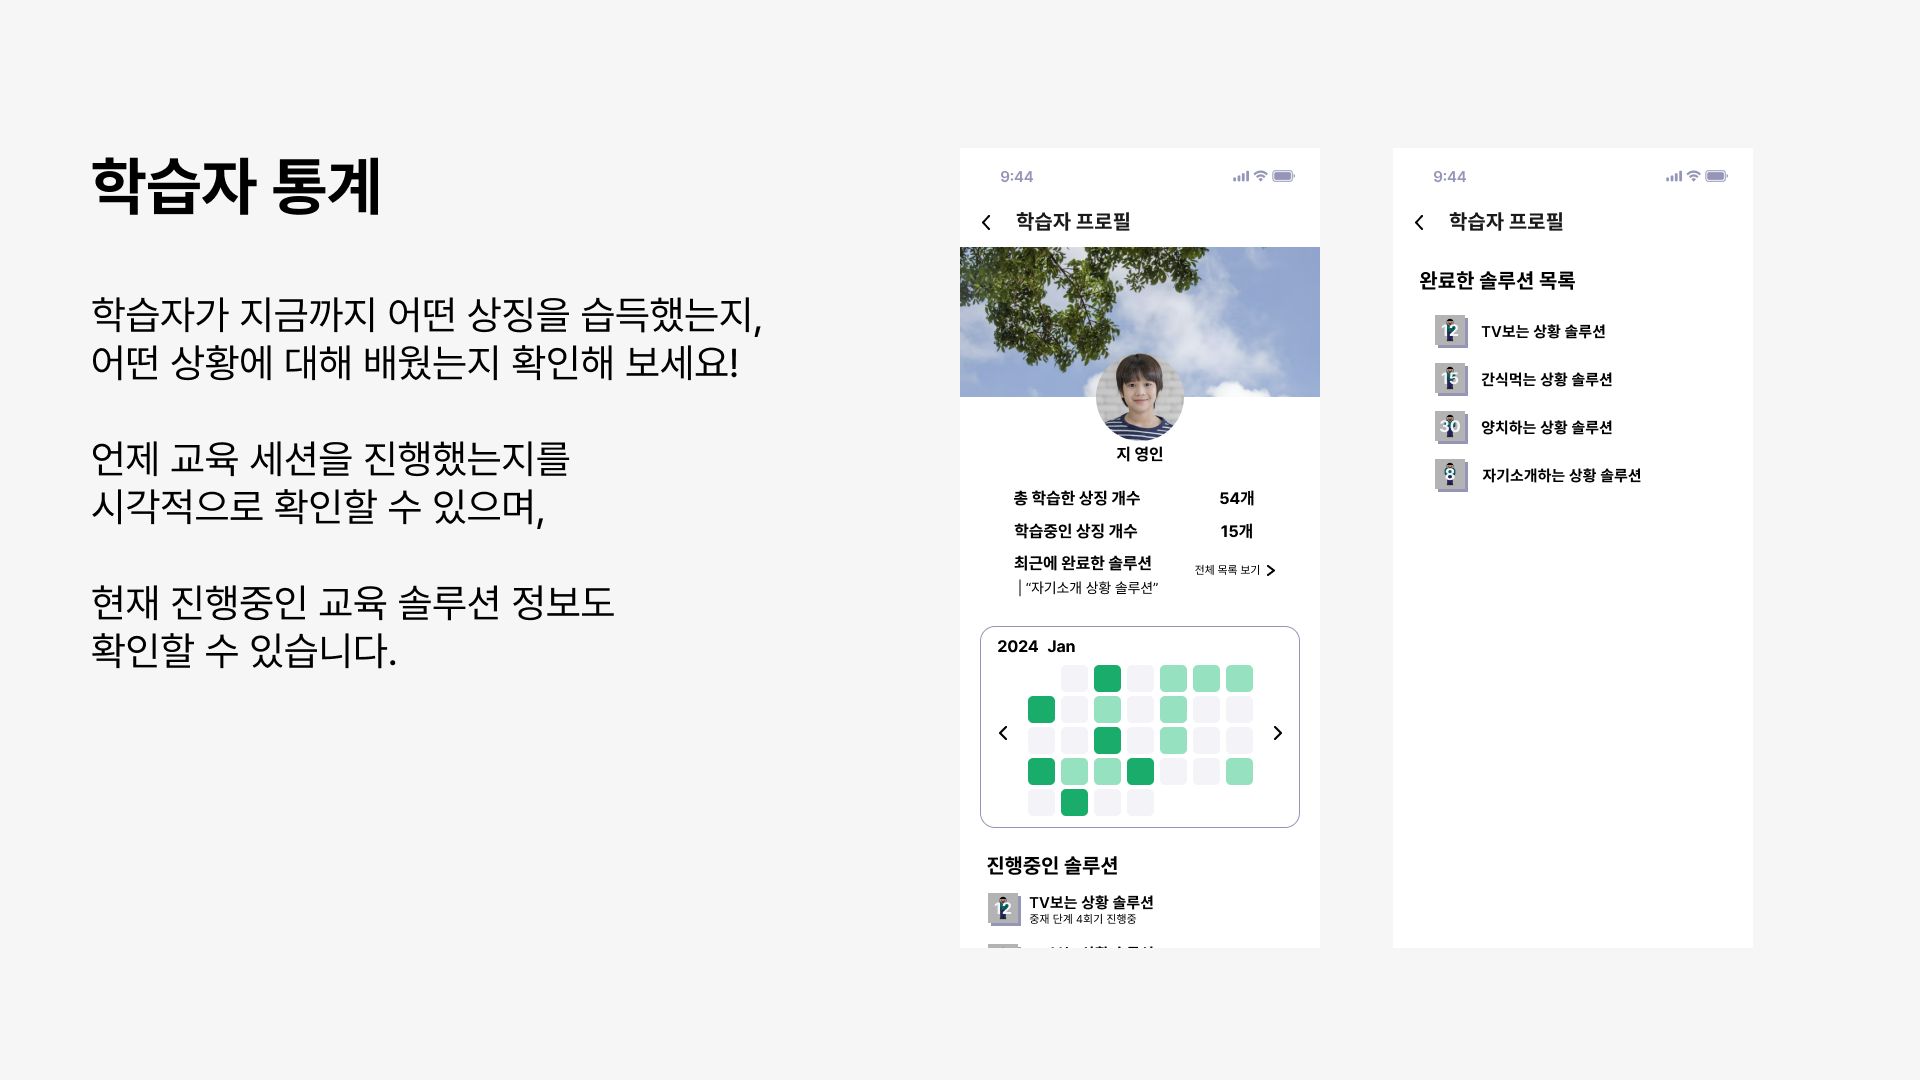 학습자 통계
학습자가 지금까지 어떤 상징을 습득했는지,
어떤 상황에 대해 배웠는지 확인해 보세요!
언제 교육 세션을 진행했는지를
시각적으로 확인할 수 있으며,
현재 진행중인 교육 솔루션 정보도
확인할 수 있습니다.
9:44
학습자 프로필
지 영인
총 학습한 상징 개수 54개
학습중인 상징 개수 15개
최근에 완료한 솔루션
전체 목록 보기
“자기소개 상황 솔루션”
2024 Jan
진행중인 솔루션
12 TV보는 상황 솔루션
중재 단계 4회기 진행중
9:44
학습자 프로필
완료한 솔루션 목록
12 TV보는 상황 솔루션
15 간식먹는 상황 솔루션
30 양치하는 상황 솔루션
8 자기소개하는 상황 솔루션